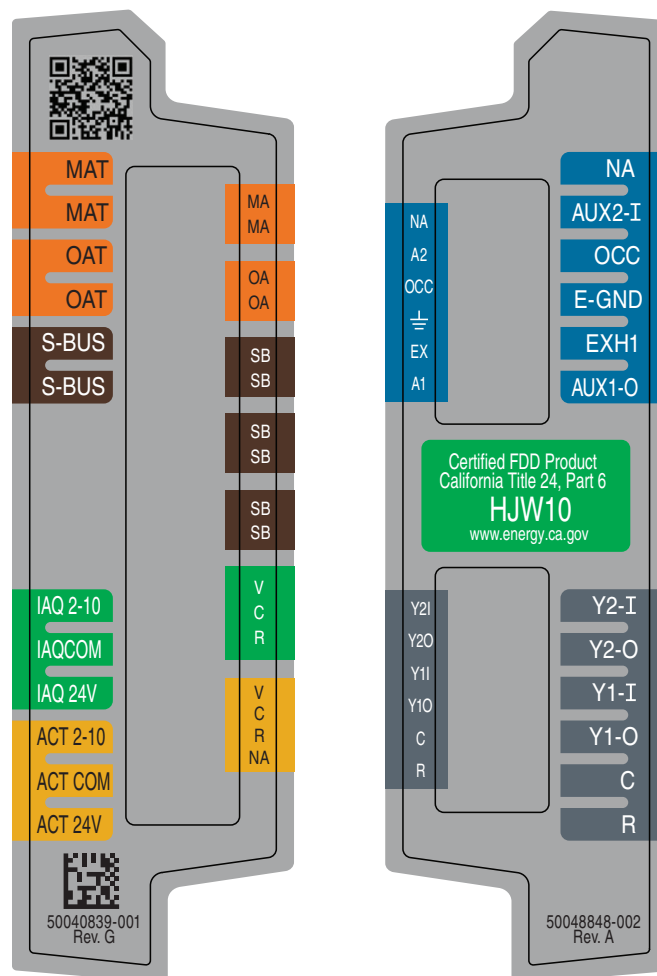 MAT
MAT
OAT
OAT
S-BUS
S-BUS
IAQ 2-10
IAQCOM
IAQ 24V
ACT 2-10
ACT COM
ACT 24V
50040839-001
Rev. G
MA
MA
OA
OA
SB
SB
SB
SB
SB
SB
V
C
R
V
C
R
NA
NA
A2
OCC
EX
A1
NA
AUX2-I
OCC
E-GND
EXH1
AUX1-O
Certified FDD Product
California Title 24, Part 6
HJW10
www.energy.ca.gov
Y2I
Y2O
Y1I
Y1O
C
R
Y2-I
Y2-O
Y1-I
Y1-O
C
R
50048848-002
Rev. A